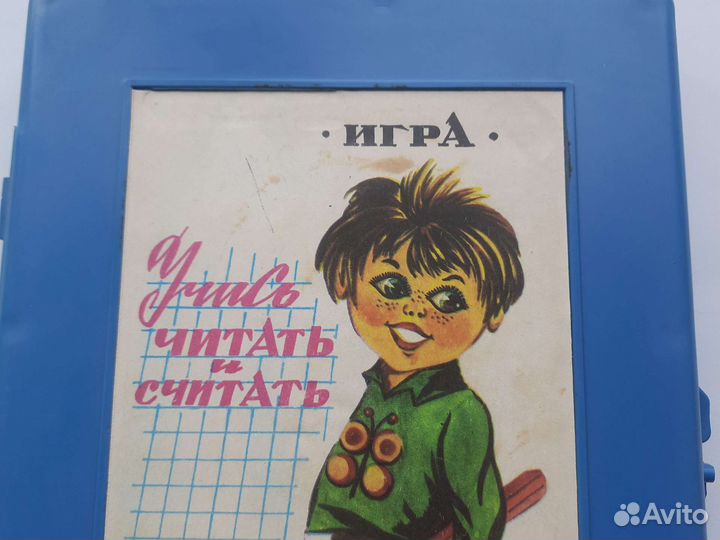 · ИГРА ·
Учись
читать
и
считать
Avito